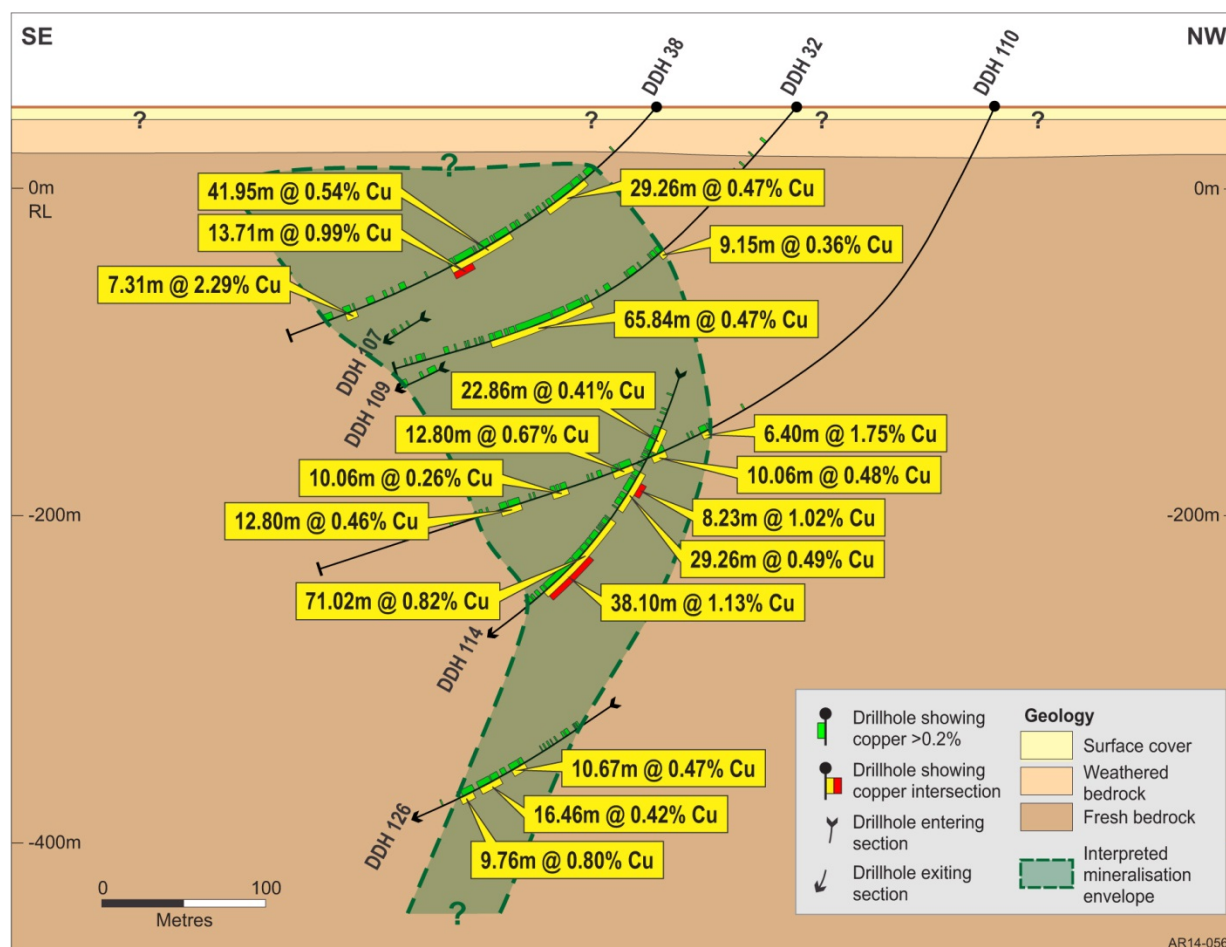 SE
NW
DDH 38
DDH 32
DDH 110
?
?
?
?
?
0m
RL
0m
41.95m @ 0.54% Cu
29.26m @ 0.47% Cu
13.71m @ 0.99% Cu
9.15m @ 0.36% Cu
7.31m @ 2.29% Cu
65.84m @ 0.47% Cu
DDH 107
DDH 109
22.86m @ 0.41% Cu
12.80m @ 0.67% Cu
6.40m @ 1.75% Cu
10.06m @ 0.26% Cu
10.06m @ 0.48% Cu
12.80m @ 0.46% Cu
8.23m @ 1.02% Cu
-200m
-200m
29.26m @ 0.49% Cu
71.02m @ 0.82% Cu
38.10m @ 1.13% Cu
DDH 114
10.67m @ 0.47% Cu
16.46m @ 0.42% Cu
DDH 126
9.76m @ 0.80% Cu
-400m
?
0
100
Metres
Drillhole showing
copper >0.2%
Drillhole showing
copper intersection
Drillhole entering
section
Drillhole exiting
section
Geology
Surface cover
Weathered
bedrock
Fresh bedrock
Interpreted
mineralisation
envelope
AR14-056